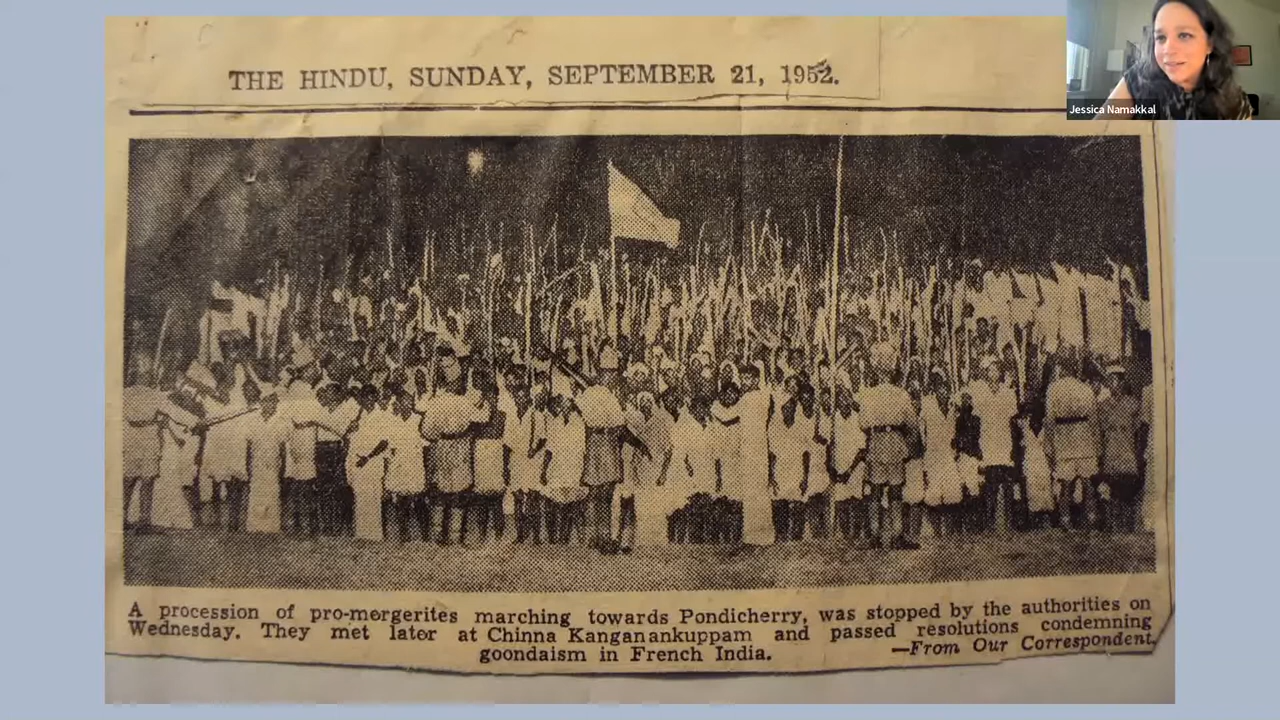 THE HINDU, SUNDAY, SEPTEMBER 21, 1952.
Jessica Namakkal
A procession of pro-mergerites marching towards Pondicherry, was stopped by the authorities on
Wednesday. They met later at Chinna Kanganankuppam and passed resolutions condemning
goondaism in French India. —From Our Correspondent.